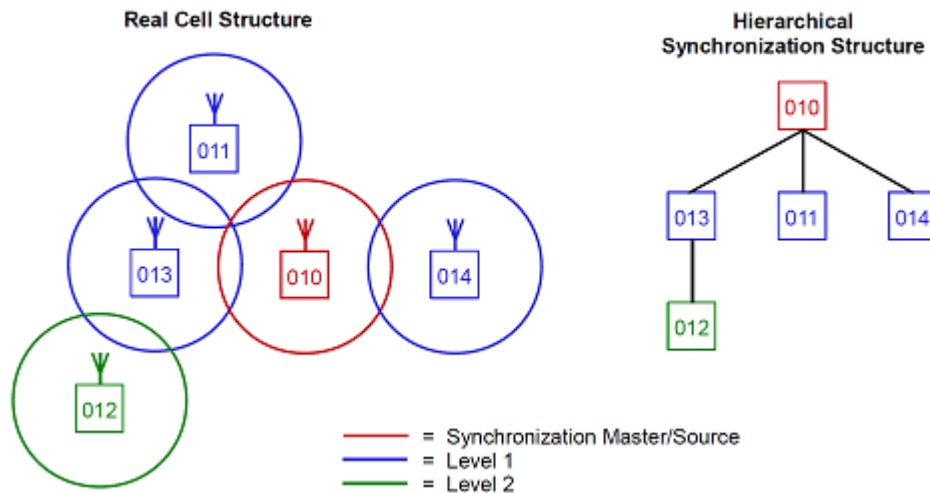 Real Cell Structure
Hierarchical
Synchronization Structure
011
013
010
014
012
010
013
011
014
012
= Synchronization Master/Source
= Level 1
= Level 2